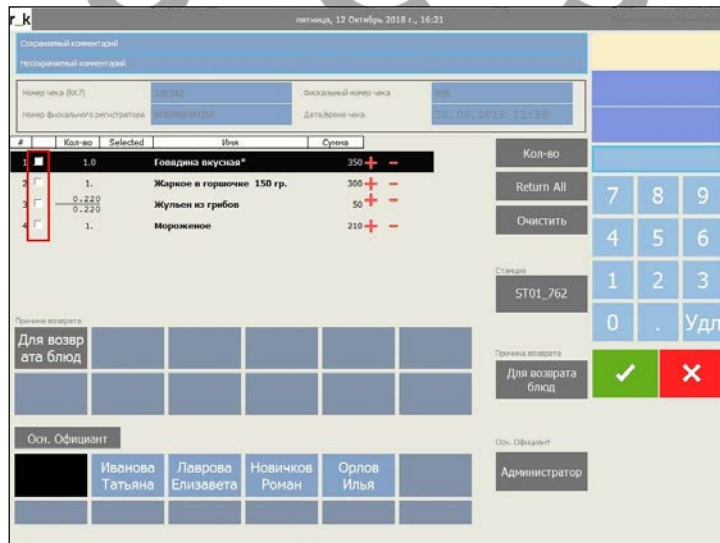 r_k
пятница, 12 Октябрь 2018 г., 16:21
Сохраняемый комментарий
Несохраняемый комментарий
Номер чека (RK7)
Фискальный номер чека
Номер фискального регистратора
Дата/время чека
# Кол-во Selected Имя Сумма
1 1.0 Говядина вкусная* 350 + −
2 1. Жаркое в горшочке 150 гр. 300 + −
3 0.220 Жульен из грибов 50 + −
0.220
4 1. Мороженое 210 + −
Кол-во
Return All
Очистить
Станция
ST01_762
7 8 9
4 5 6
1 2 3
0 . Удл
Причина возврата
Для возвр
ата блюд
Причина возврата
Для возврата
блюд
Осн. Официант
Осн. Официант
Иванова
Татьяна
Лаврова
Елизавета
Новичков
Роман
Орлов
Илья
Администратор